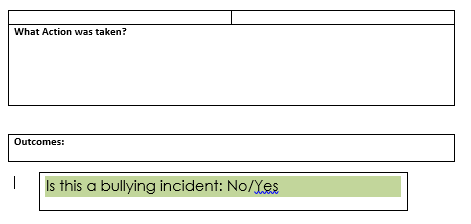 What Action was taken?
Outcomes:
Is this a bullying incident: No/Yes